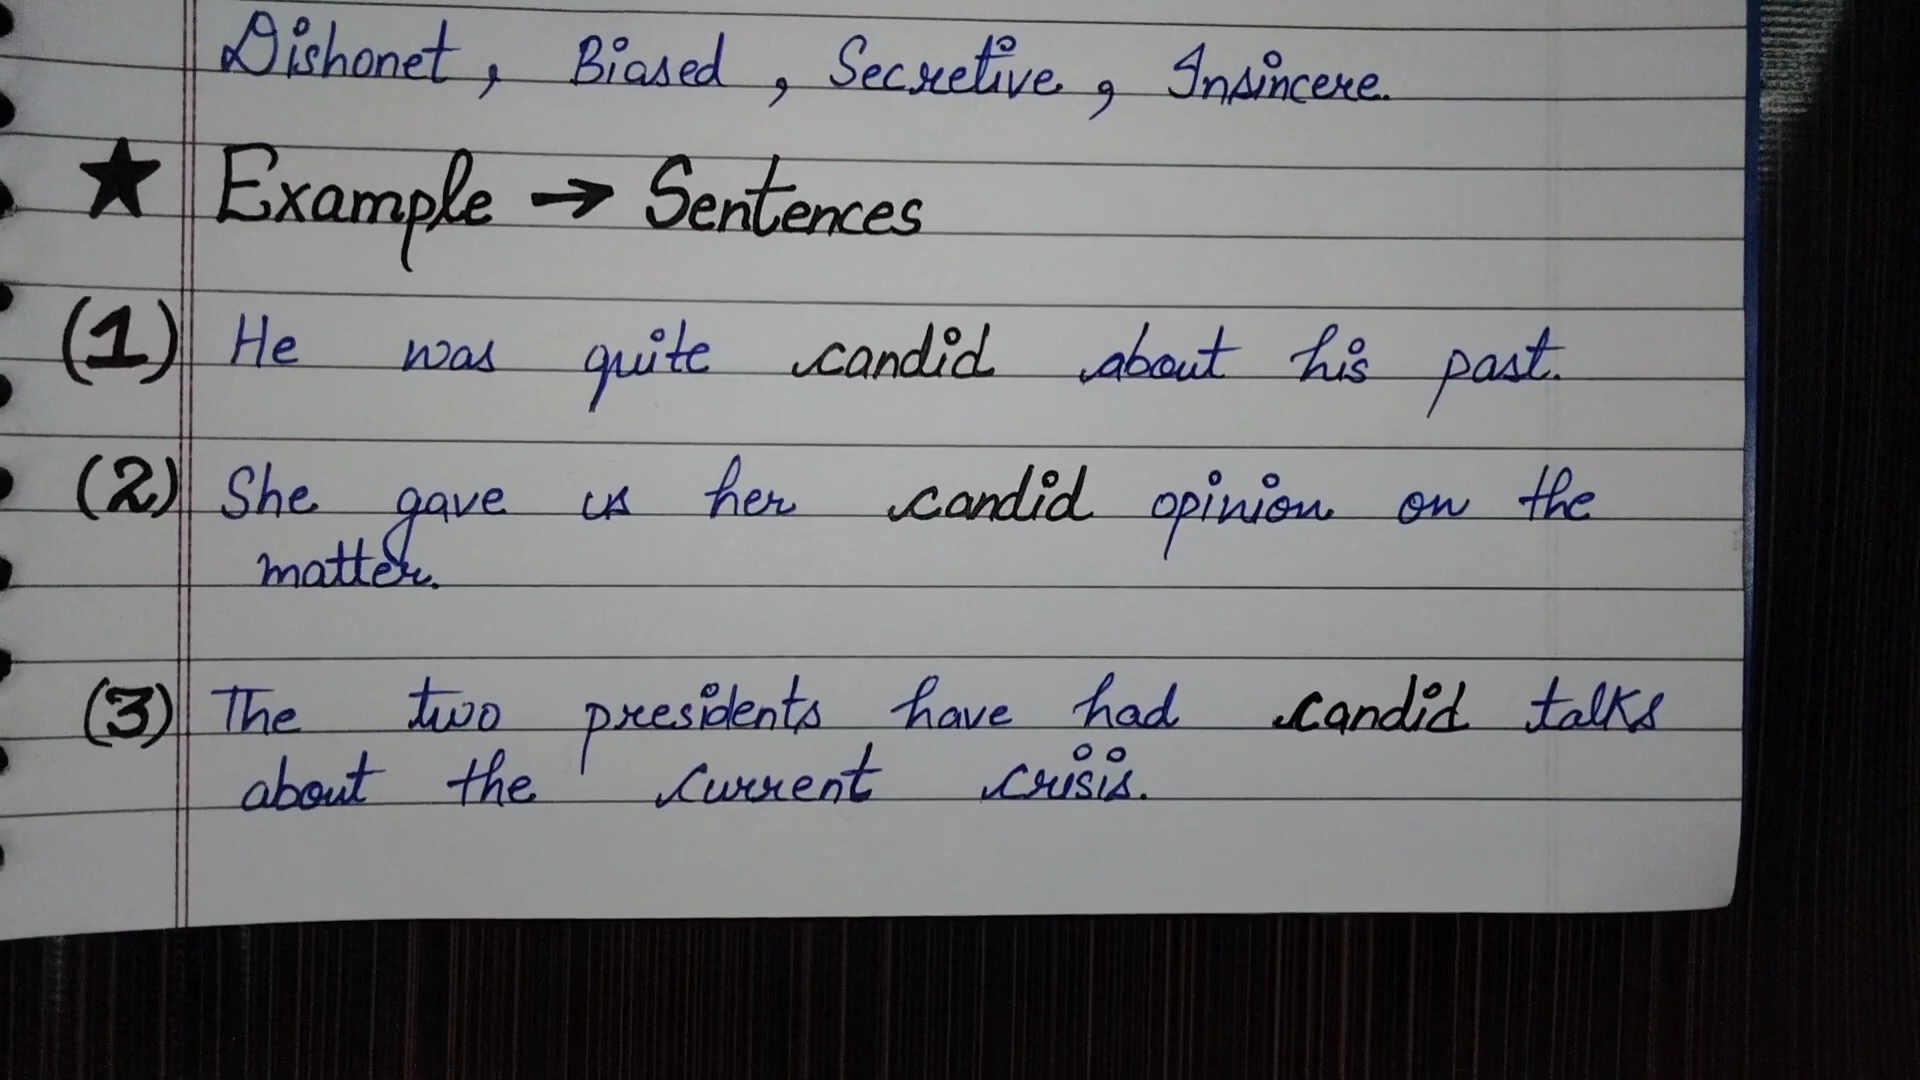 Dishonet, Biased, Secretive, Insincere.
★ Example → Sentences
(1) He was quite candid about his past.
(2) She gave us her candid opinion on the
matter.
(3) The two presidents have had candid talks
about the current crisis.